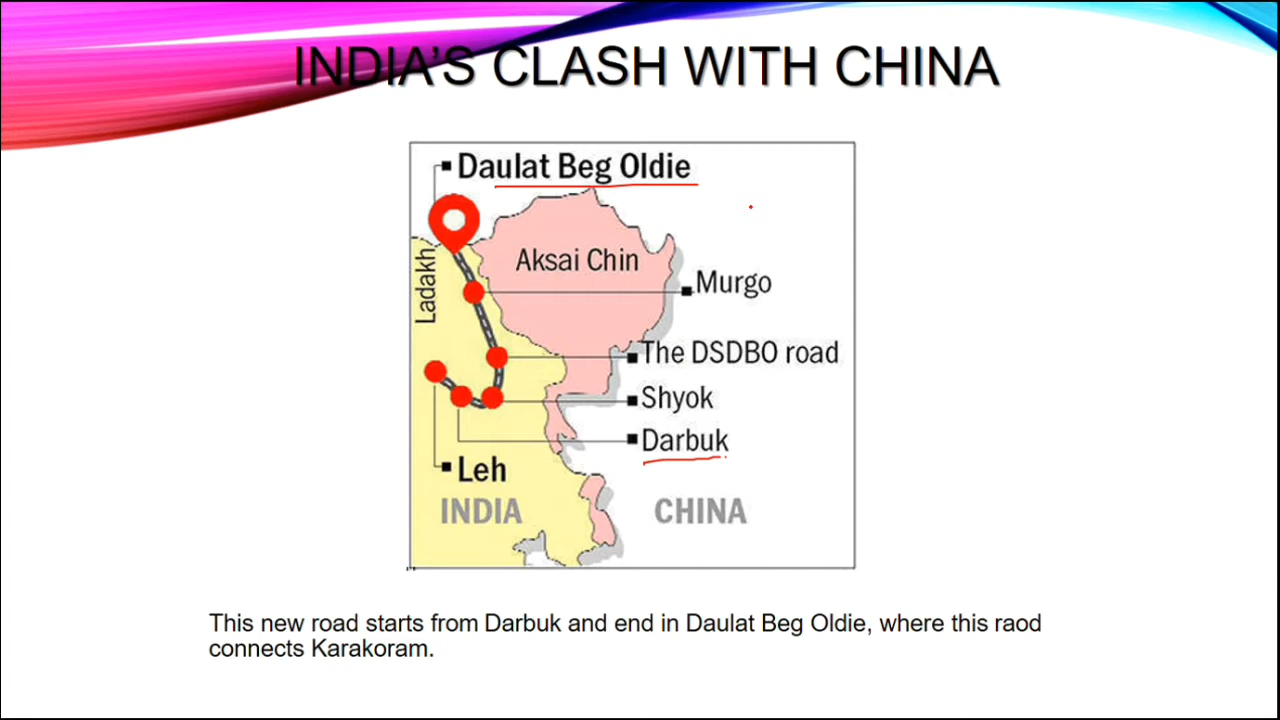 INDIA'S CLASH WITH CHINA
Daulat Beg Oldie
Aksai Chin
Ladakh
Murgo
The DSDBO road
Shyok
Darbuk
Leh
INDIA
CHINA
This new road starts from Darbuk and end in Daulat Beg Oldie, where this raod
connects Karakoram.